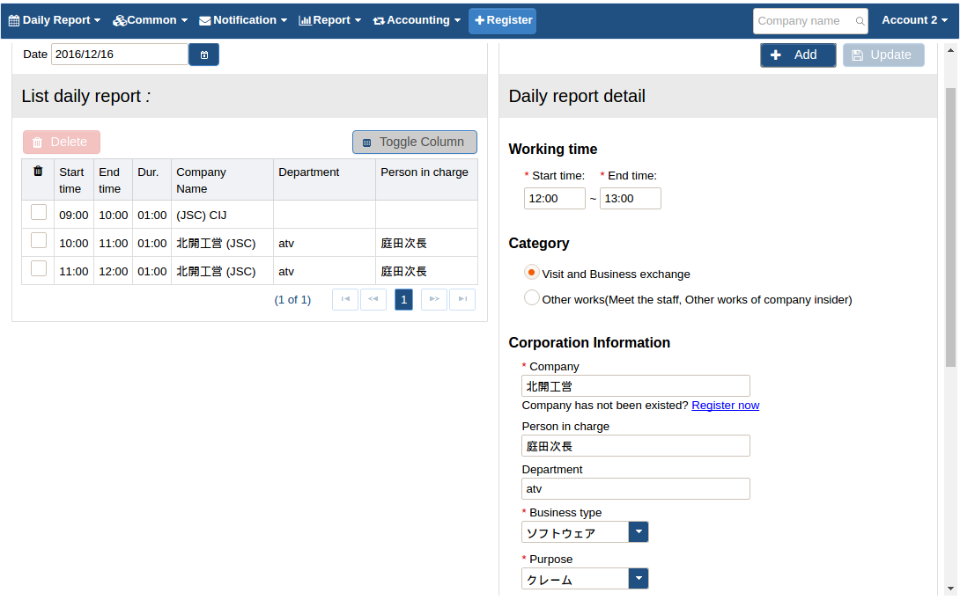 Daily Report Common Notification Report Accounting Register Company name Account 2
Date 2016/12/16
Add Update
List daily report :
Delete Toggle Column
Start time End time Dur. Company Name Department Person in charge
09:00 10:00 01:00 (JSC) CIJ
10:00 11:00 01:00 北開工営 (JSC) atv 庭田次長
11:00 12:00 01:00 北開工営 (JSC) atv 庭田次長
(1 of 1) 1
Daily report detail
Working time
* Start time: * End time:
12:00 ~ 13:00
Category
Visit and Business exchange
Other works(Meet the staff, Other works of company insider)
Corporation Information
* Company
北開工営
Company has not been existed? Register now
Person in charge
庭田次長
Department
atv
* Business type
ソフトウェア
* Purpose
クレーム